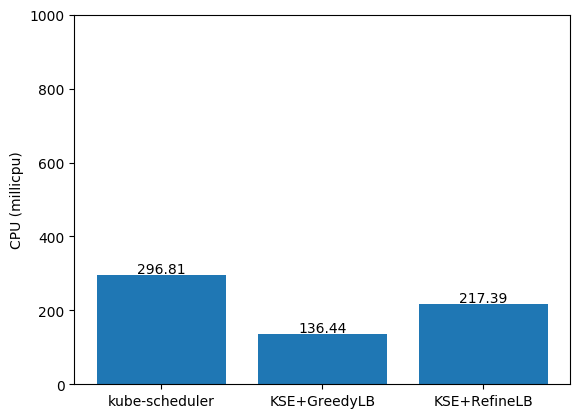 1000
800
600
400
200
0
CPU (millicpu)
296.81
136.44
217.39
kube-scheduler
KSE+GreedyLB
KSE+RefineLB